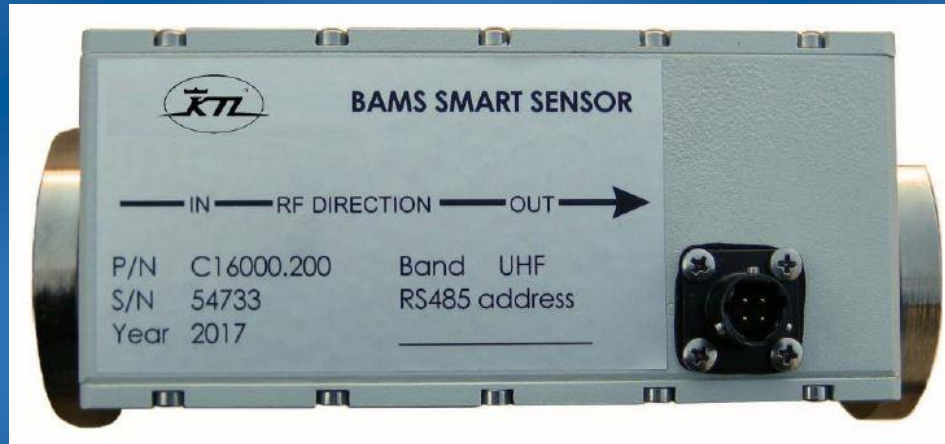 KTL
BAMS SMART SENSOR
IN RF DIRECTION OUT
P/N C16000.200 Band UHF
S/N 54733 RS485 address
Year 2017